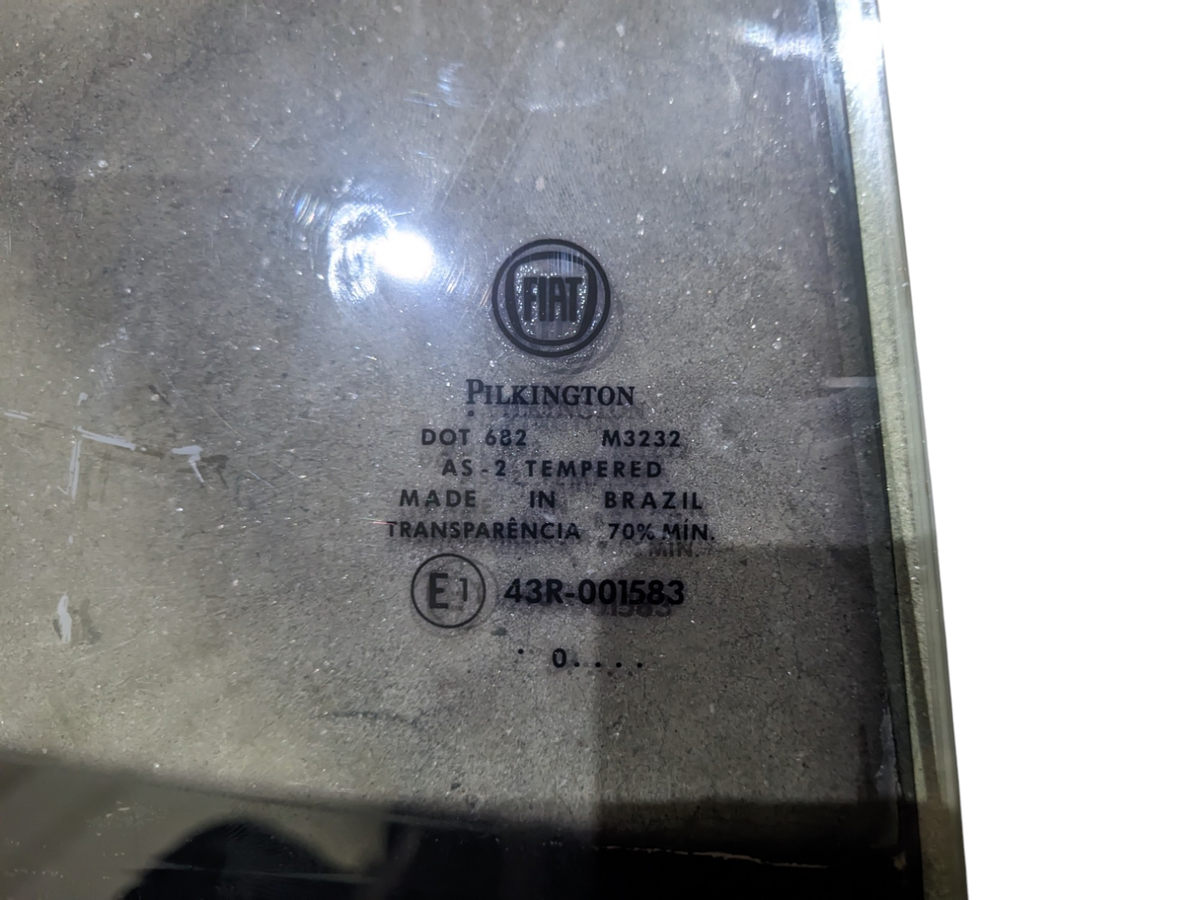 FIAT
PILKINGTON
DOT 682 M3232
AS-2 TEMPERED
MADE IN BRAZIL
TRANSPARÊNCIA 70% MÍN.
E1 43R-001583
. 0....